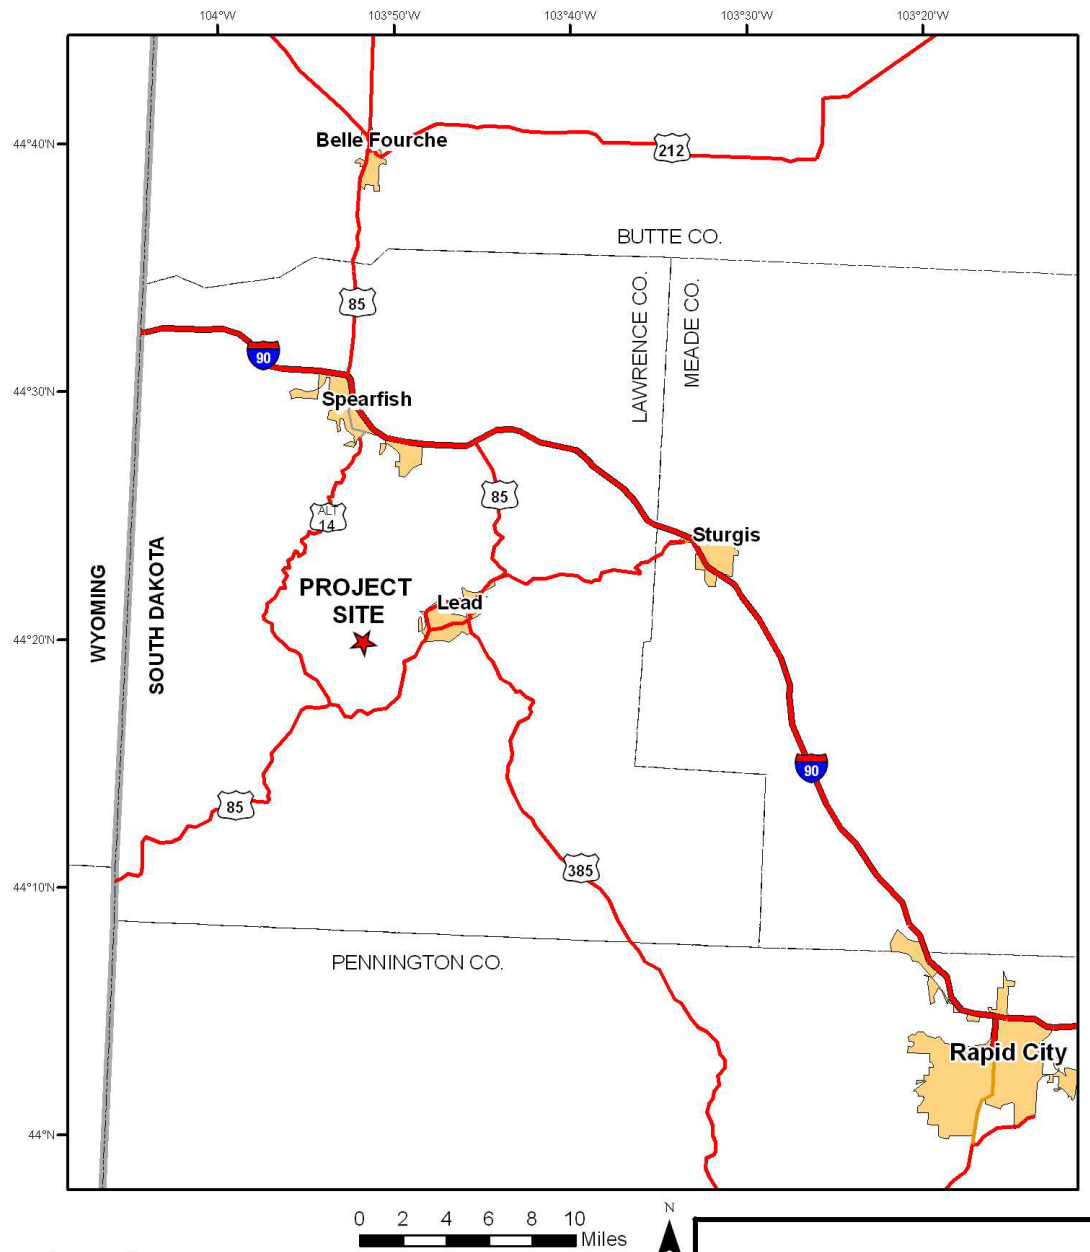 104°W
103°50'W
103°40'W
103°30'W
103°20'W
44°40'N
Belle Fourche
212
BUTTE CO.
LAWRENCE CO.
MEADE CO.
85
90
44°30'N
Spearfish
85
ALT
14
Sturgis
WYOMING
SOUTH DAKOTA
PROJECT
SITE
Lead
44°20'N
90
85
385
44°10'N
PENNINGTON CO.
Rapid City
44°N
0 2 4 6 8 10
Miles
N